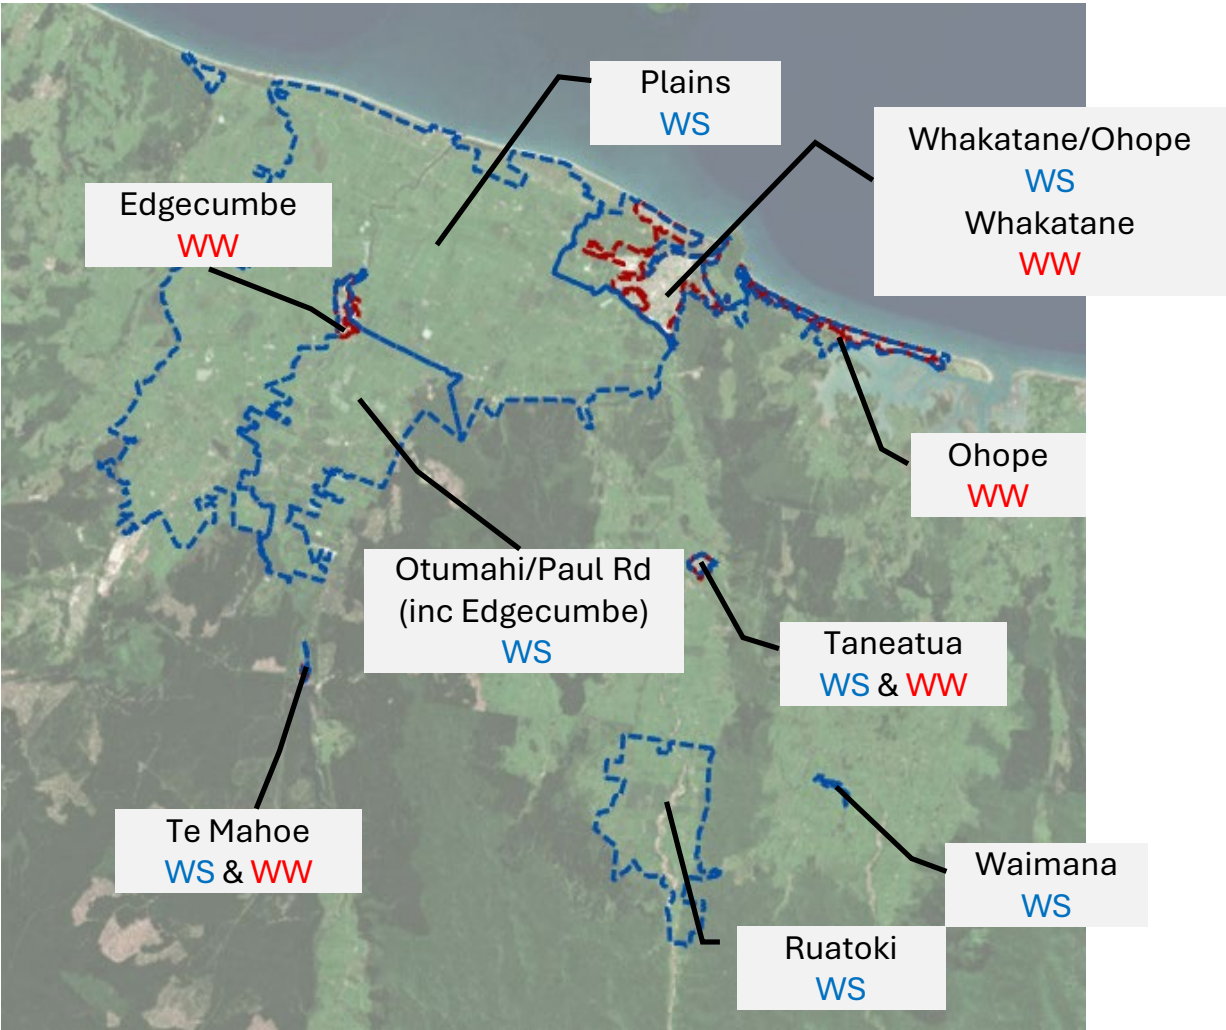 Plains
WS
Whakatane/Ohope
WS
Whakatane
WW
Edgecumbe
WW
Ohope
WW
Otumahi/Paul Rd
(inc Edgecumbe)
WS
Taneatua
WS & WW
Te Mahoe
WS & WW
Waimana
WS
Ruatoki
WS